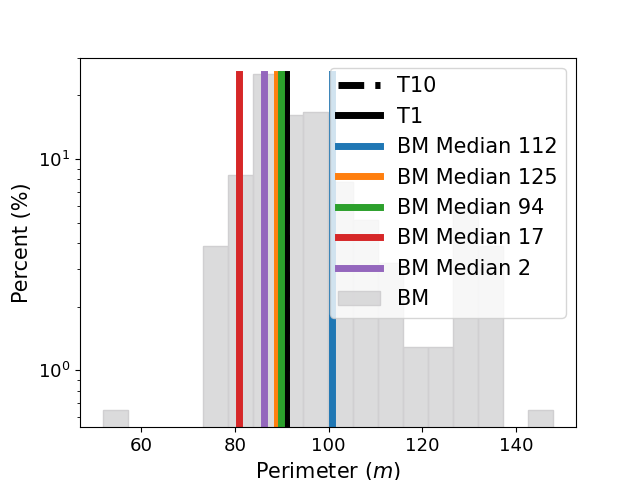 T10
T1
BM Median 112
BM Median 125
BM Median 94
BM Median 17
BM Median 2
BM
Percent (%)
10¹
10⁰
60 80 100 120 140
Perimeter (m)